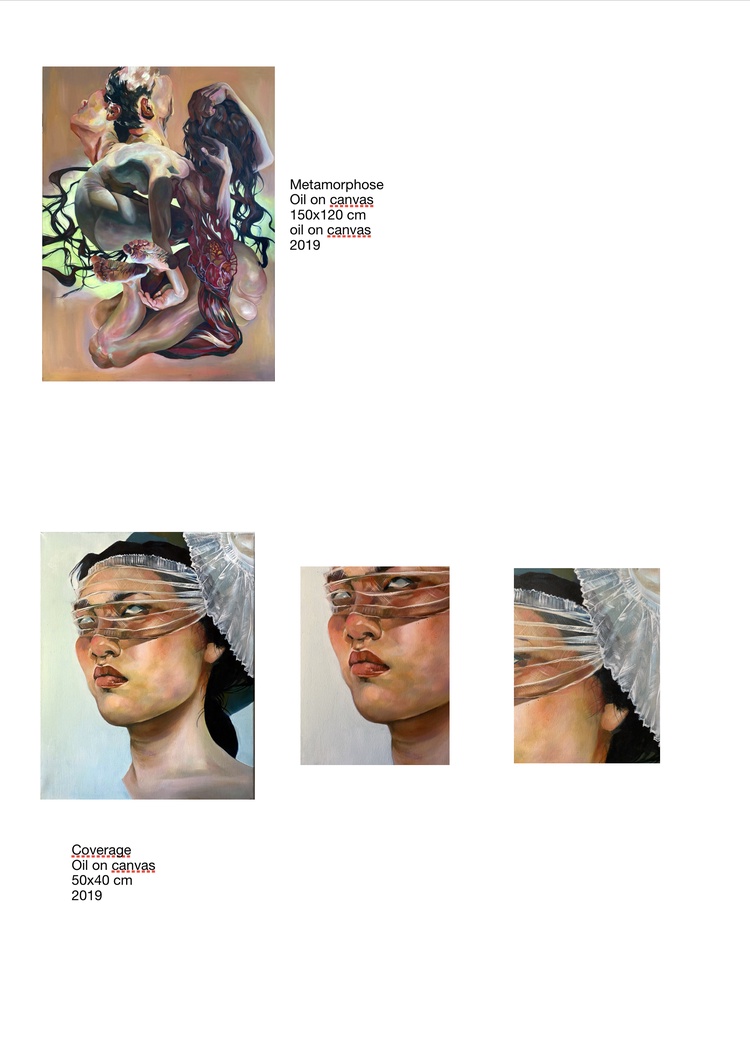 Metamorphose
Oil on canvas
150x120 cm
oil on canvas
2019
Coverage
Oil on canvas
50x40 cm
2019